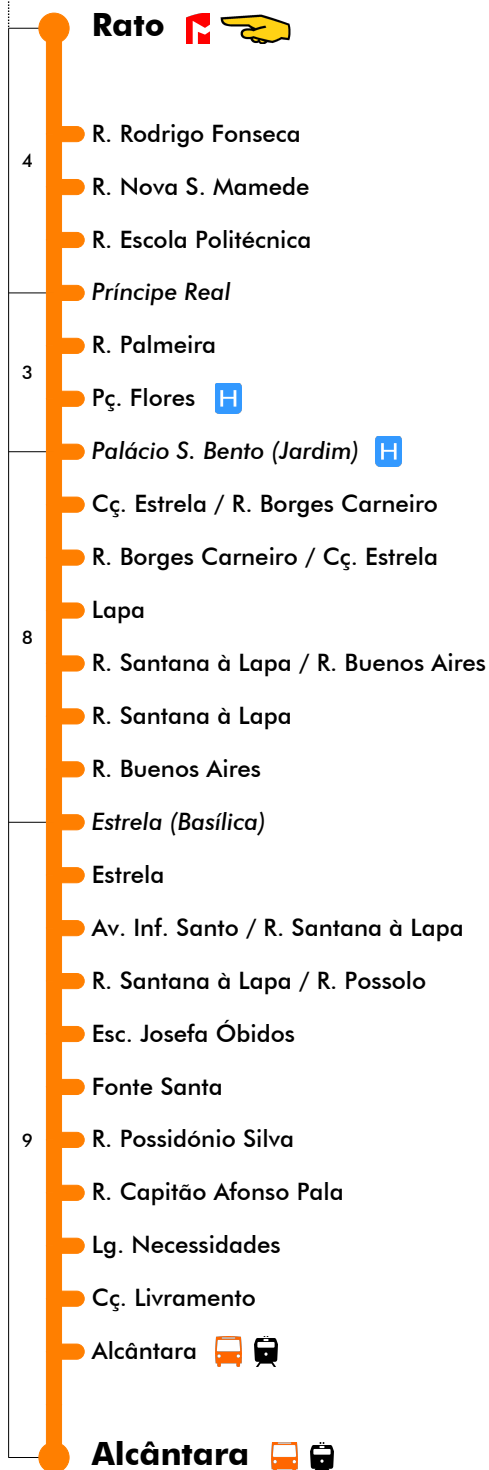 Rato
R. Rodrigo Fonseca
4
R. Nova S. Mamede
R. Escola Politécnica
Príncipe Real
R. Palmeira
3
Pç. Flores H
Palácio S. Bento (Jardim) H
Cç. Estrela / R. Borges Carneiro
R. Borges Carneiro / Cç. Estrela
Lapa
8
R. Santana à Lapa / R. Buenos Aires
R. Santana à Lapa
R. Buenos Aires
Estrela (Basílica)
Estrela
Av. Inf. Santo / R. Santana à Lapa
R. Santana à Lapa / R. Possolo
Esc. Josefa Óbidos
Fonte Santa
9
R. Possidónio Silva
R. Capitão Afonso Pala
Lg. Necessidades
Cç. Livramento
Alcântara
Alcântara